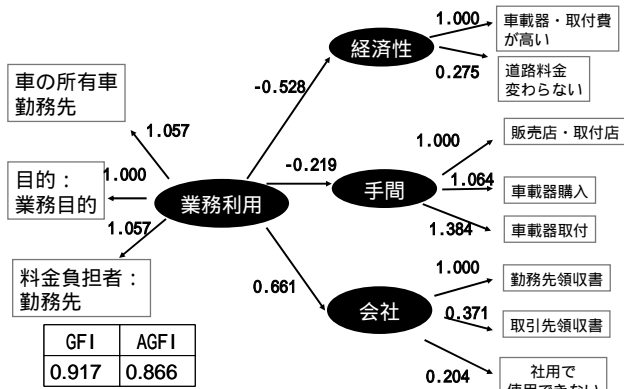 車の所有車
勤務先
目的：
業務目的
料金負担者：
勤務先
1.057
1.000
1.057
業務利用
-0.528
-0.219
0.661
経済性
手間
会社
1.000
0.275
1.000
1.064
1.384
1.000
0.371
0.204
車載器・取付費
が高い
道路料金
変わらない
販売店・取付店
車載器購入
車載器取付
勤務先領収書
取引先領収書
社用で
使用できない
GFI AGFI
0.917 0.866